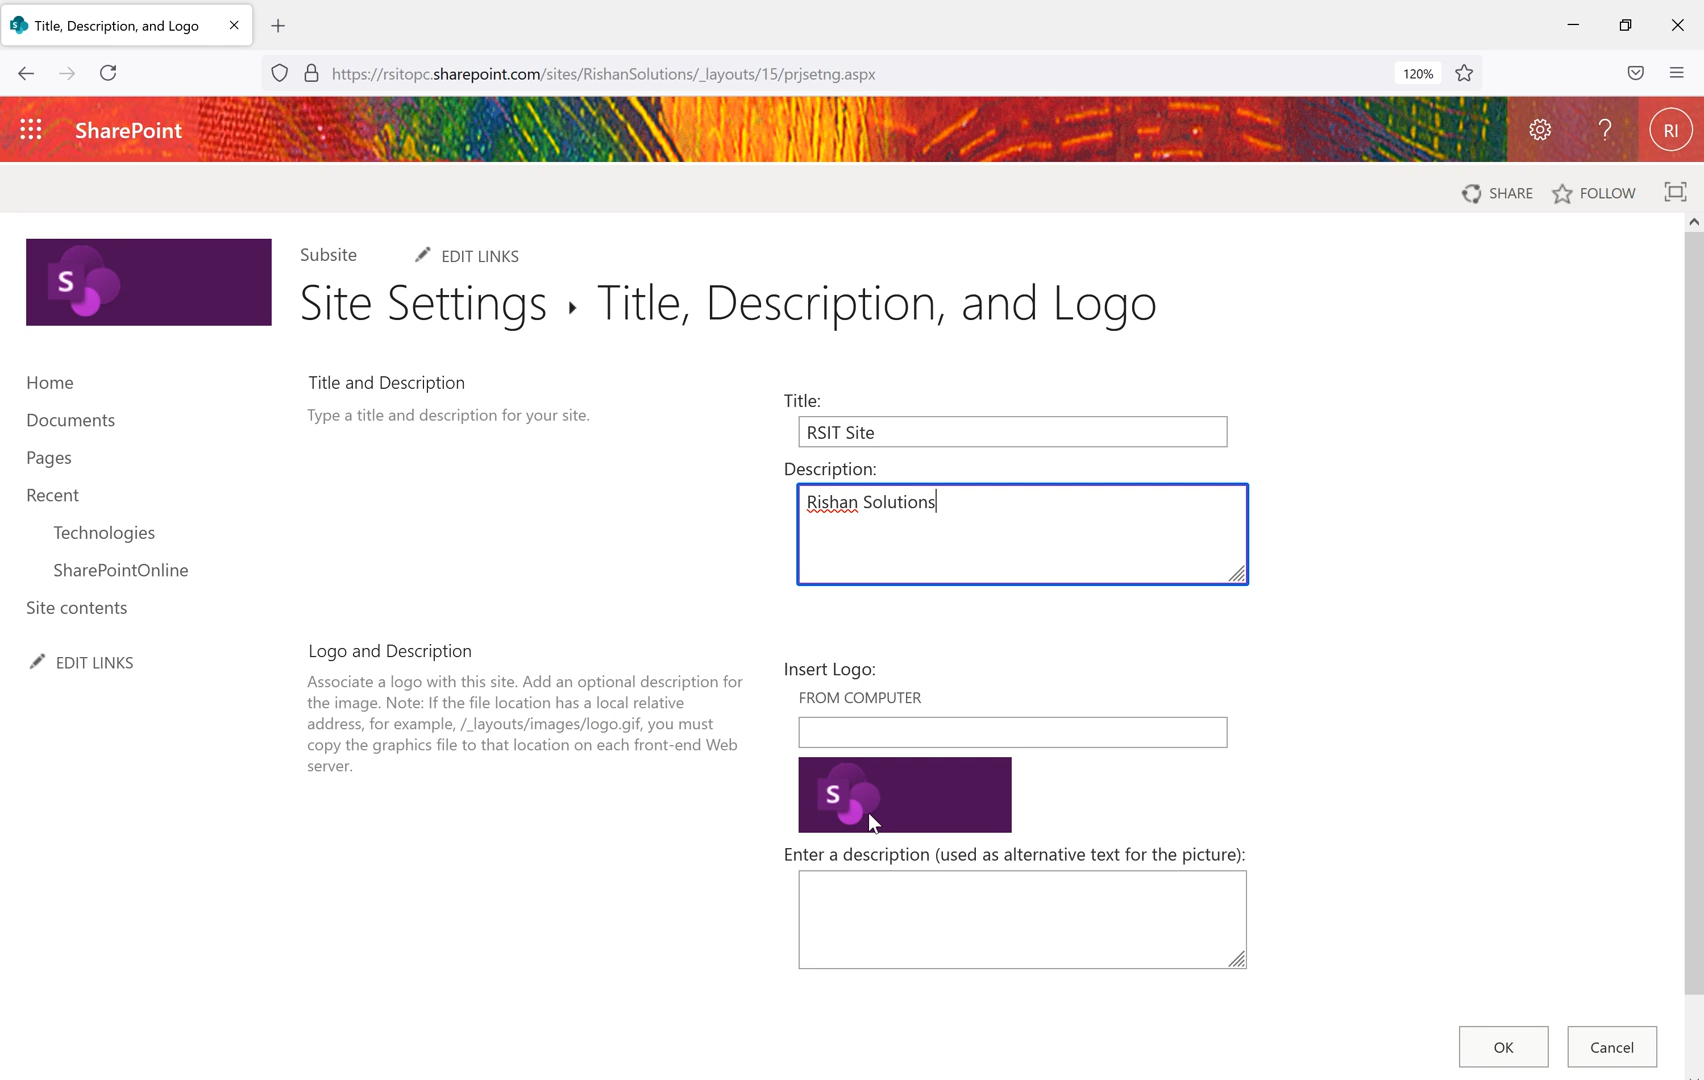 Title, Description, and Logo
https://rsitopc.sharepoint.com/sites/RishanSolutions/_layouts/15/prjsetng.aspx
120%
SharePoint
?
RI
SHARE
FOLLOW
S
Subsite
EDIT LINKS
Site Settings ▸ Title, Description, and Logo
Home
Documents
Pages
Recent
Technologies
SharePointOnline
Site contents
EDIT LINKS
Title and Description
Type a title and description for your site.
Title:
RSIT Site
Description:
Rishan Solutions
Logo and Description
Associate a logo with this site. Add an optional description for
the image. Note: If the file location has a local relative
address, for example, /_layouts/images/logo.gif, you must
copy the graphics file to that location on each front-end Web
server.
Insert Logo:
FROM COMPUTER
S
Enter a description (used as alternative text for the picture):
OK
Cancel